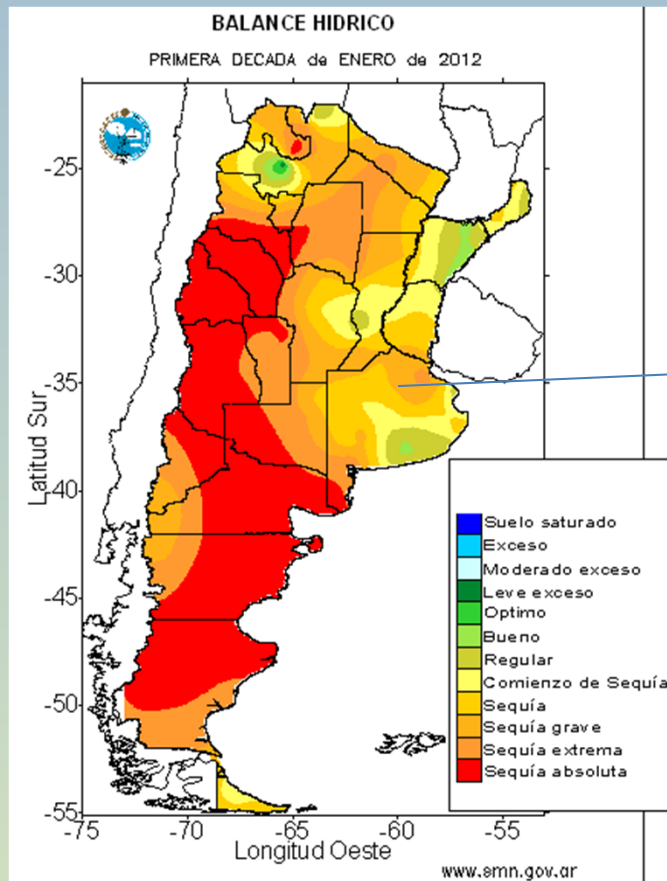 BALANCE HIDRICO
PRIMERA DECADA de ENERO de 2012
-25
-30
-35
-40
-45
-50
-55
Latitud Sur
-75 -70 -65 -60 -55
Longitud Oeste
Suelo saturado
Exceso
Moderado exceso
Leve exceso
Optimo
Bueno
Regular
Comienzo de Sequía
Sequía
Sequía grave
Sequía extrema
Sequía absoluta
www.smn.gov.ar